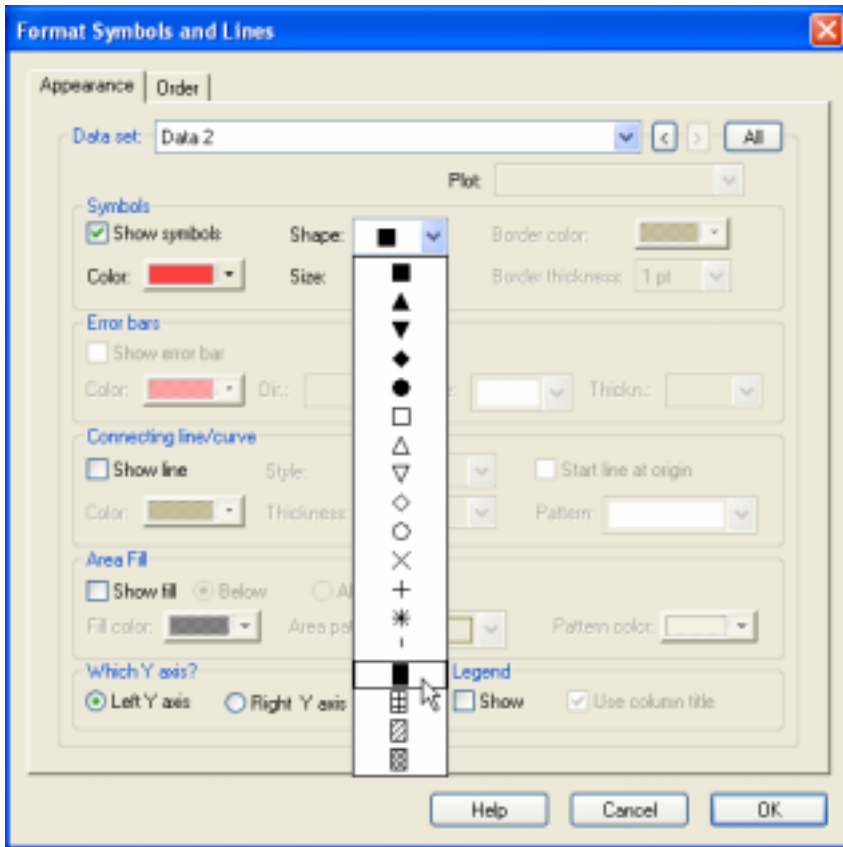 Format Symbols and Lines
Appearance Order
Data set: Data 2 < > All
Plot:
Symbols
Show symbols Shape: Border color:
Color: Size: Border thickness: 1 pt
Error bars
Show error bar
Color: Dir.: Thickn.:
Connecting line/curve
Show line Style: Start line at origin
Color: Thickness: Pattern:
Area Fill
Show fill Below
Fill color: Area Pattern color:
Which Y axis? Legend
Left Y axis Right Y axis Show Use column title
Help Cancel OK